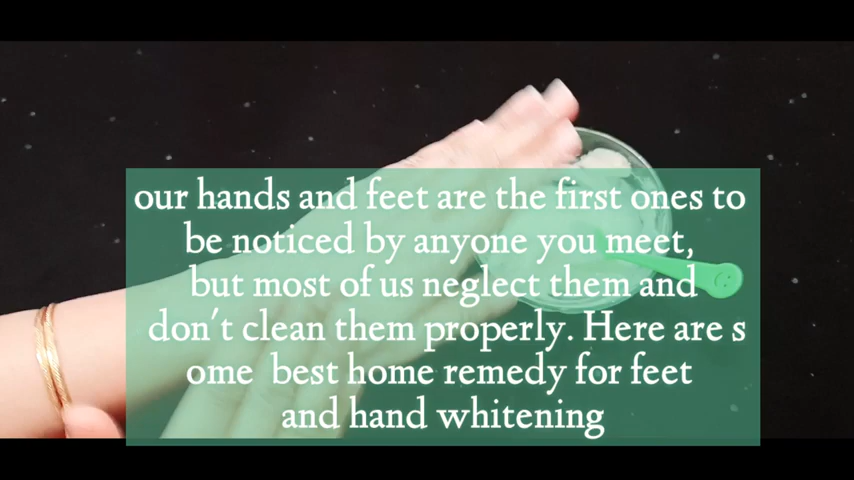 our hands and feet are the first ones to
be noticed by anyone you meet,
but most of us neglect them and
don't clean them properly. Here are s
ome best home remedy for feet
and hand whitening